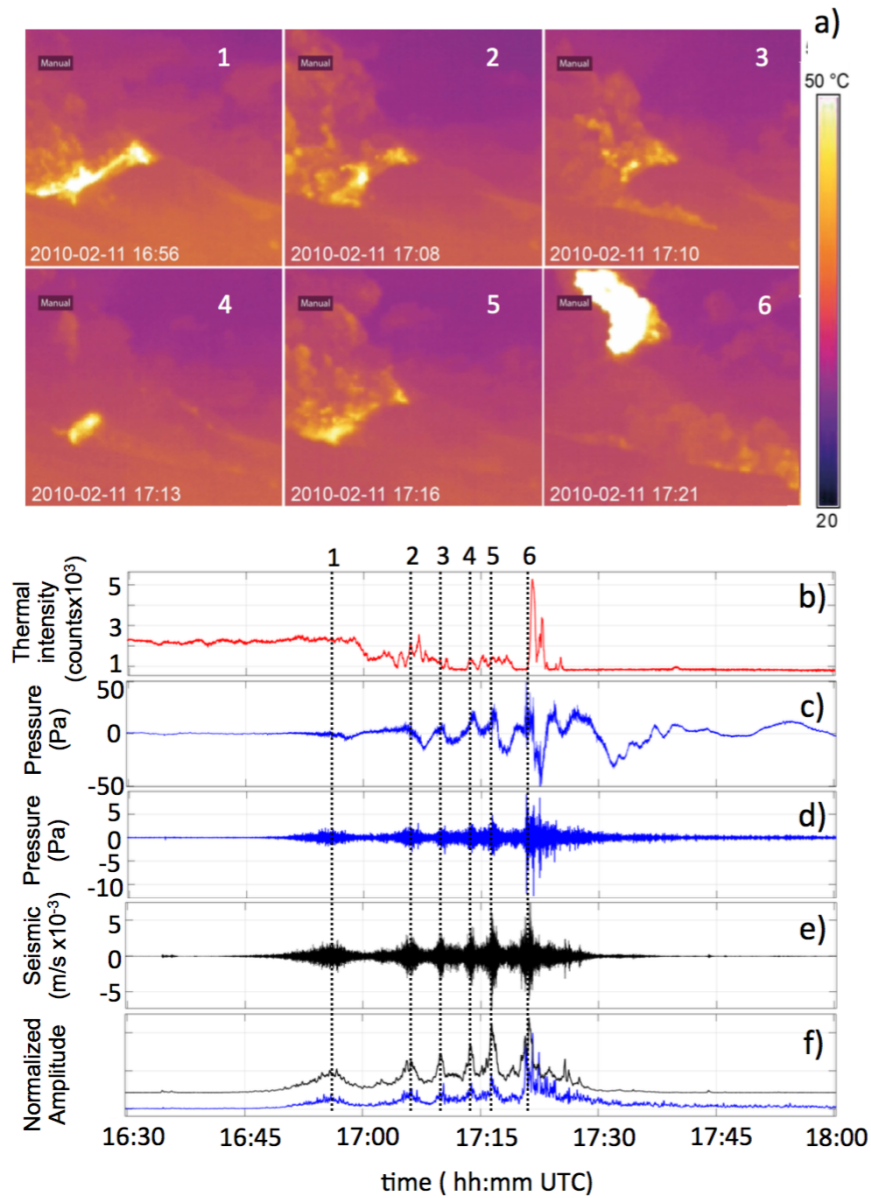 a)
1
2
3
Manual
Manual
Manual
50 °C
2010-02-11 16:56
2010-02-11 17:08
2010-02-11 17:10
4
5
6
Manual
Manual
Manual
2010-02-11 17:13
2010-02-11 17:16
2010-02-11 17:21
20
1 2 3 4 5 6
Thermal
intensity
(countsx10³)
5
3
1
b)
Pressure
(Pa)
50
0
-50
c)
Pressure
(Pa)
5
0
-5
-10
d)
Seismic
(m/s x10⁻³)
5
0
-5
e)
Normalized
Amplitude
f)
16:30 16:45 17:00 17:15 17:30 17:45 18:00
time ( hh:mm UTC)